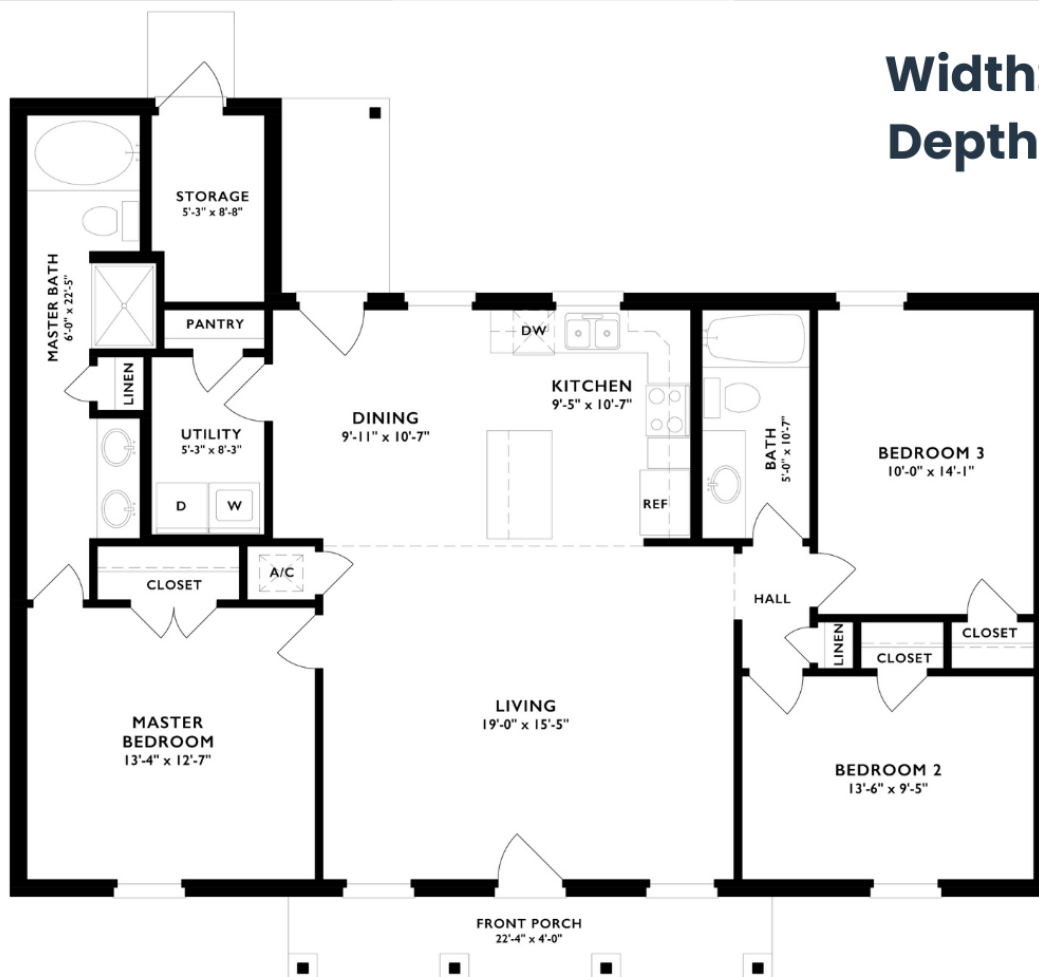 Width:
Depth
STORAGE
5'-3" x 8'-8"
MASTER BATH
6'-0" x 22'-5"
PANTRY
LINEN
UTILITY
5'-3" x 8'-3"
D
W
DINING
9'-11" x 10'-7"
DW
KITCHEN
9'-5" x 10'-7"
REF
BATH
5'-0" x 10'-7"
BEDROOM 3
10'-0" x 14'-1"
CLOSET
A/C
HALL
LINEN
CLOSET
CLOSET
MASTER
BEDROOM
13'-4" x 12'-7"
LIVING
19'-0" x 15'-5"
BEDROOM 2
13'-6" x 9'-5"
FRONT PORCH
22'-4" x 4'-0"